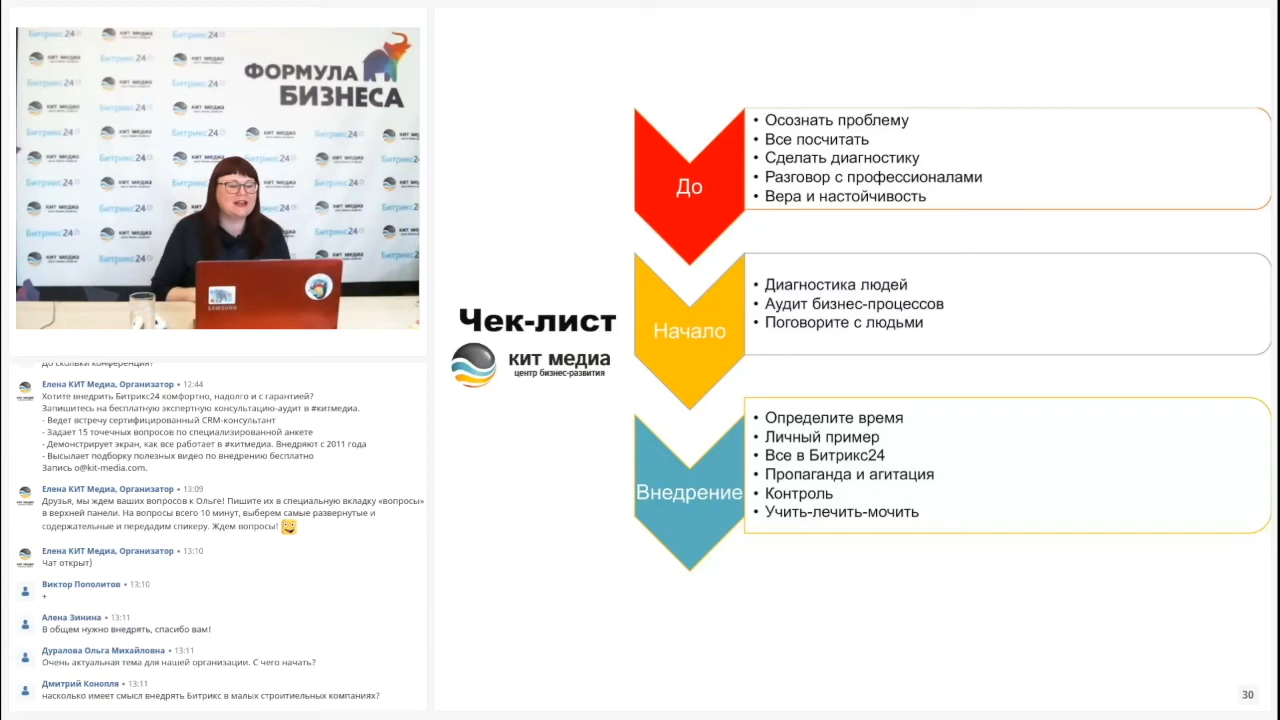 ФОРМУЛА
БИЗНЕСА
Битрикс24
КИТ МЕДИА
SAMSUNG
До скольки конференция?
Елена КИТ Медиа, Организатор • 12:44
Хотите внедрить Битрикс24 комфортно, надолго и с гарантией?
Запишитесь на бесплатную экспертную консультацию-аудит в #китмедиа.
- Ведет встречу сертифицированный CRM-консультант
- Задает 15 точечных вопросов по специализированной анкете
- Демонстрирует экран, как все работает в #китмедиа. Внедряют с 2011 года
- Высылает подборку полезных видео по внедрению бесплатно
Запись o@kit-media.com.
Елена КИТ Медиа, Организатор • 13:09
Друзья, мы ждем ваших вопросов к Ольге! Пишите их в специальную вкладку «вопросы»
в верхней панели. На вопросы всего 10 минут, выберем самые развернутые и
содержательные и передадим спикеру. Ждем вопросы!
Елена КИТ Медиа, Организатор • 13:10
Чат открыт)
Виктор Пополитов • 13:10
+
Алена Зинина • 13:11
В общем нужно внедрять, спасибо вам!
Дуралова Ольга Михайловна • 13:11
Очень актуальная тема для нашей организации. С чего начать?
Дмитрий Конопля • 13:11
насколько имеет смысл внедрять Битрикс в малых строитиельных компаниях?
Чек-лист
кит медиа
центр бизнес-развития
До
• Осознать проблему
• Все посчитать
• Сделать диагностику
• Разговор с профессионалами
• Вера и настойчивость
Начало
• Диагностика людей
• Аудит бизнес-процессов
• Поговорите с людьми
Внедрение
• Определите время
• Личный пример
• Все в Битрикс24
• Пропаганда и агитация
• Контроль
• Учить-лечить-мочить
30